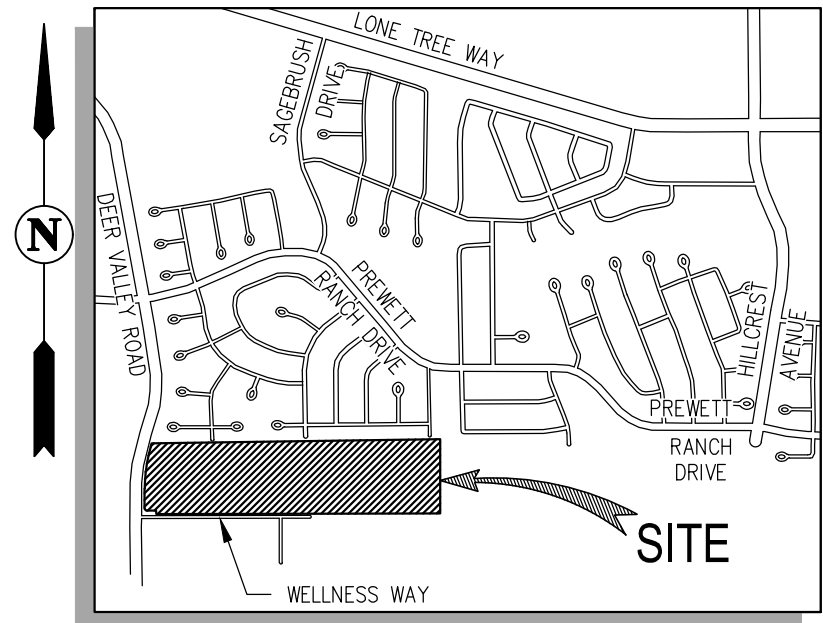 LONE TREE WAY
SAGEBRUSH
DRIVE
N
DEER VALLEY ROAD
PREWETT
RANCH DRIVE
HILLCREST
AVENUE
PREWETT
RANCH
DRIVE
SITE
WELLNESS WAY